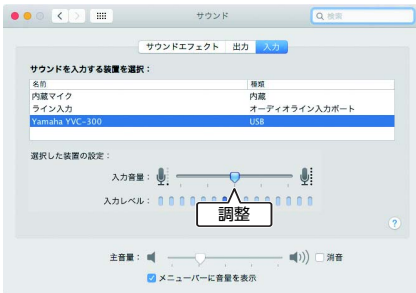 サウンド
検索
サウンドエフェクト 出力 入力
サウンドを入力する装置を選択：
名前 種類
内蔵マイク 内蔵
ライン入力 オーディオライン入力ポート
Yamaha YVC-300 USB
選択した装置の設定：
入力音量：
入力レベル：
調整
?
主音量： 消音
メニューバーに音量を表示